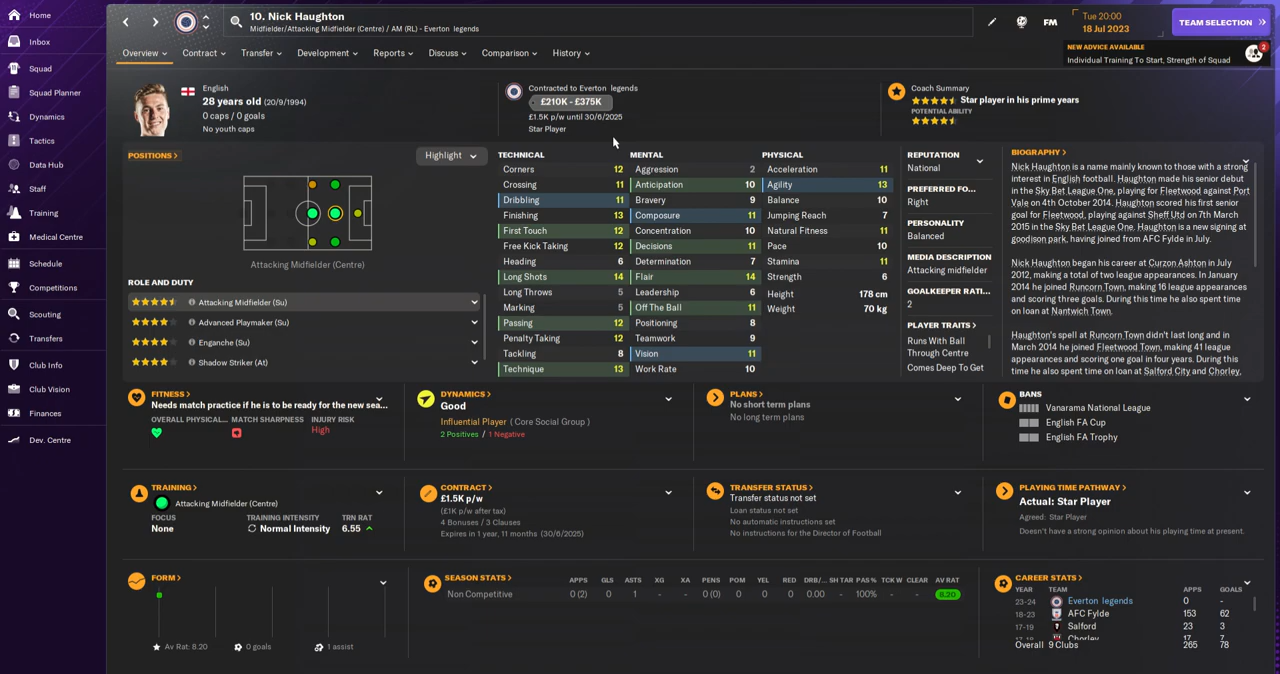 Home
Inbox
Squad
Squad Planner
Dynamics
Tactics
Data Hub
Staff
Training
Medical Centre
Schedule
Competitions
Scouting
Transfers
Club Info
Club Vision
Finances
Dev. Centre
10. Nick Haughton
Midfielder/Attacking Midfielder (Centre) / AM (RL) - Everton legends
FM
Tue 20:00
18 Jul 2023
TEAM SELECTION
NEW ADVICE AVAILABLE
Individual Training To Start, Strength of Squad
2
Overview
Contract
Transfer
Development
Reports
Discuss
Comparison
History
English
28 years old (20/9/1994)
0 caps / 0 goals
No youth caps
Contracted to Everton legends
£210K - £375K
£1.5K p/w until 30/6/2025
Star Player
Coach Summary
Star player in his prime years
POTENTIAL ABILITY
POSITIONS
Highlight
Attacking Midfielder (Centre)
ROLE AND DUTY
Attacking Midfielder (Su)
Advanced Playmaker (Su)
Enganche (Su)
Shadow Striker (At)
TECHNICAL
Corners 12
Crossing 11
Dribbling 11
Finishing 13
First Touch 12
Free Kick Taking 12
Heading 6
Long Shots 14
Long Throws 5
Marking 5
Passing 12
Penalty Taking 12
Tackling 8
Technique 13
MENTAL
Aggression 2
Anticipation 10
Bravery 9
Composure 11
Concentration 10
Decisions 11
Determination 7
Flair 14
Leadership 6
Off The Ball 11
Positioning 8
Teamwork 9
Vision 11
Work Rate 10
PHYSICAL
Acceleration 11
Agility 13
Balance 10
Jumping Reach 7
Natural Fitness 11
Pace 10
Stamina 11
Strength 6
Height 178 cm
Weight 70 kg
REPUTATION
National
PREFERRED FO...
Right
PERSONALITY
Balanced
MEDIA DESCRIPTION
Attacking midfielder
GOALKEEPER RATI...
2
PLAYER TRAITS
Runs With Ball
Through Centre
Comes Deep To Get
BIOGRAPHY
Nick Haughton is a name mainly known to those with a strong
interest in English football. Haughton made his senior debut
in the Sky Bet League One, playing for Fleetwood against Port
Vale on 4th October 2014. Haughton scored his first senior
goal for Fleetwood, playing against Sheff Utd on 7th March
2015 in the Sky Bet League One. Haughton is a new signing at
goodison park, having joined from AFC Fylde in July.
Nick Haughton began his career at Curzon Ashton in July
2012, making a total of two league appearances. In January
2014 he joined Runcorn Town, making 16 league appearances
and scoring three goals. During this time he also spent time
on loan at Nantwich Town.
Haughton's spell at Runcorn Town didn't last long and in
March 2014 he joined Fleetwood Town, making 41 league
appearances and scoring one goal in four years. During this
time he also spent time on loan at Salford City and Chorley,
FITNESS
Needs match practice if he is to be ready for the new sea...
OVERALL PHYSICAL... MATCH SHARPNESS INJURY RISK
High
DYNAMICS
Good
Influential Player ( Core Social Group )
2 Positives / 1 Negative
PLANS
No short term plans
No long term plans
BANS
Vanarama National League
English FA Cup
English FA Trophy
TRAINING
Attacking Midfielder (Centre)
FOCUS TRAINING INTENSITY TRN RAT
None Normal Intensity 6.55
CONTRACT
£1.5K p/w
(£1K p/w after tax)
4 Bonuses / 3 Clauses
Expires in 1 year, 11 months (30/6/2025)
TRANSFER STATUS
Transfer status not set
Loan status not set
No automatic instructions set
No instructions for the Director of Football
PLAYING TIME PATHWAY
Actual: Star Player
Agreed: Star Player
Doesn't have a strong opinion about his playing time at present.
FORM
Av Rat: 8.20 0 goals 1 assist
SEASON STATS APPS GLS ASTS XG XA PENS POM YEL RED DRB/... SH TAR PAS% TCK W CLEAR AV RAT
Non Competitive 0 (2) 0 1 - - 0 (0) 0 0 0 0.00 - 100% - - 8.20
CAREER STATS
YEAR TEAM APPS GOALS
23-24 Everton legends 0 -
18-23 AFC Fylde 153 62
17-19 Salford 23 3
17-18 Chorley 17 7
Overall 9 Clubs 265 78